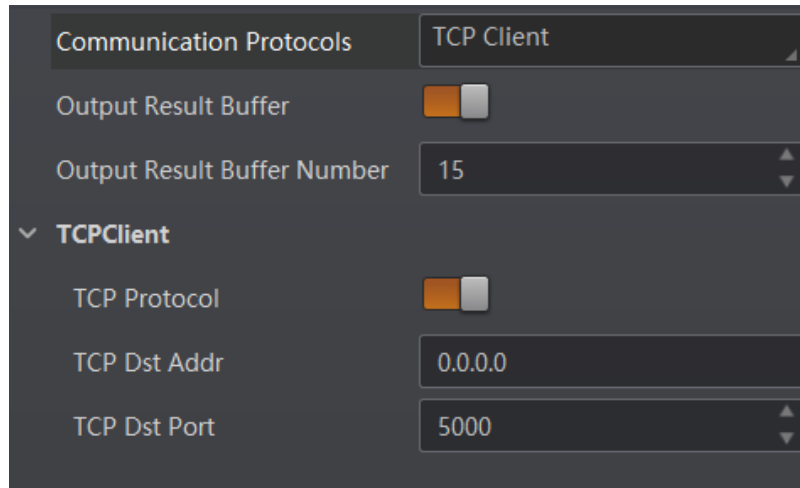 Communication Protocols TCP Client
Output Result Buffer
Output Result Buffer Number 15
TCPClient
TCP Protocol
TCP Dst Addr 0.0.0.0
TCP Dst Port 5000